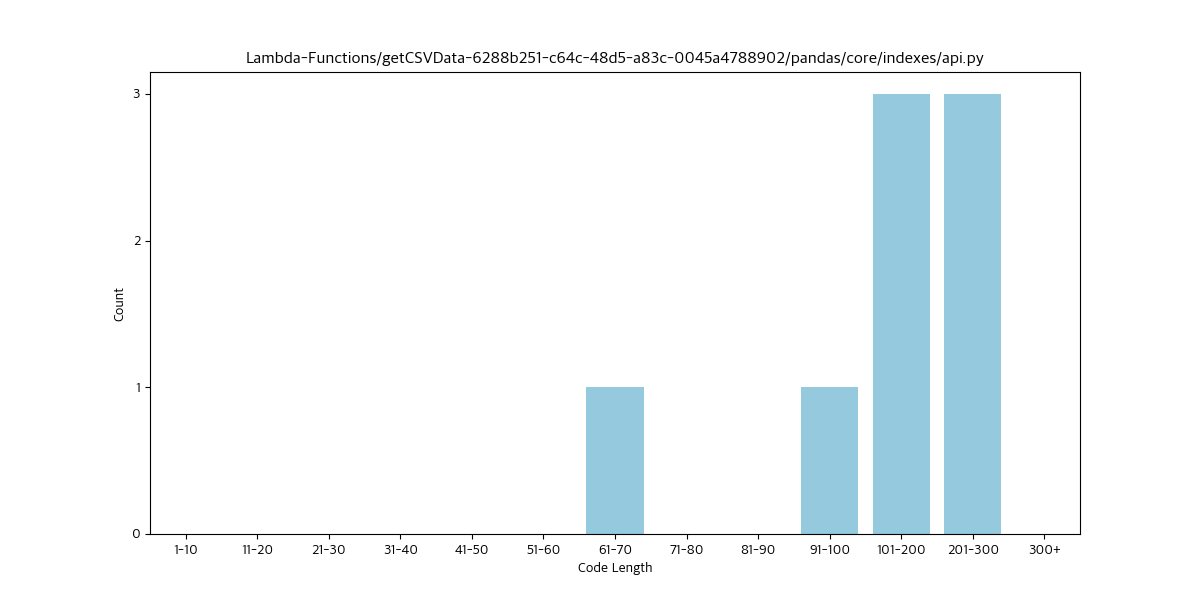 Lambda-Functions/getCSVData-6288b251-c64c-48d5-a83c-0045a4788902/pandas/core/indexes/api.py
3
2
1
0
Count
1-10 11-20 21-30 31-40 41-50 51-60 61-70 71-80 81-90 91-100 101-200 201-300 300+
Code Length